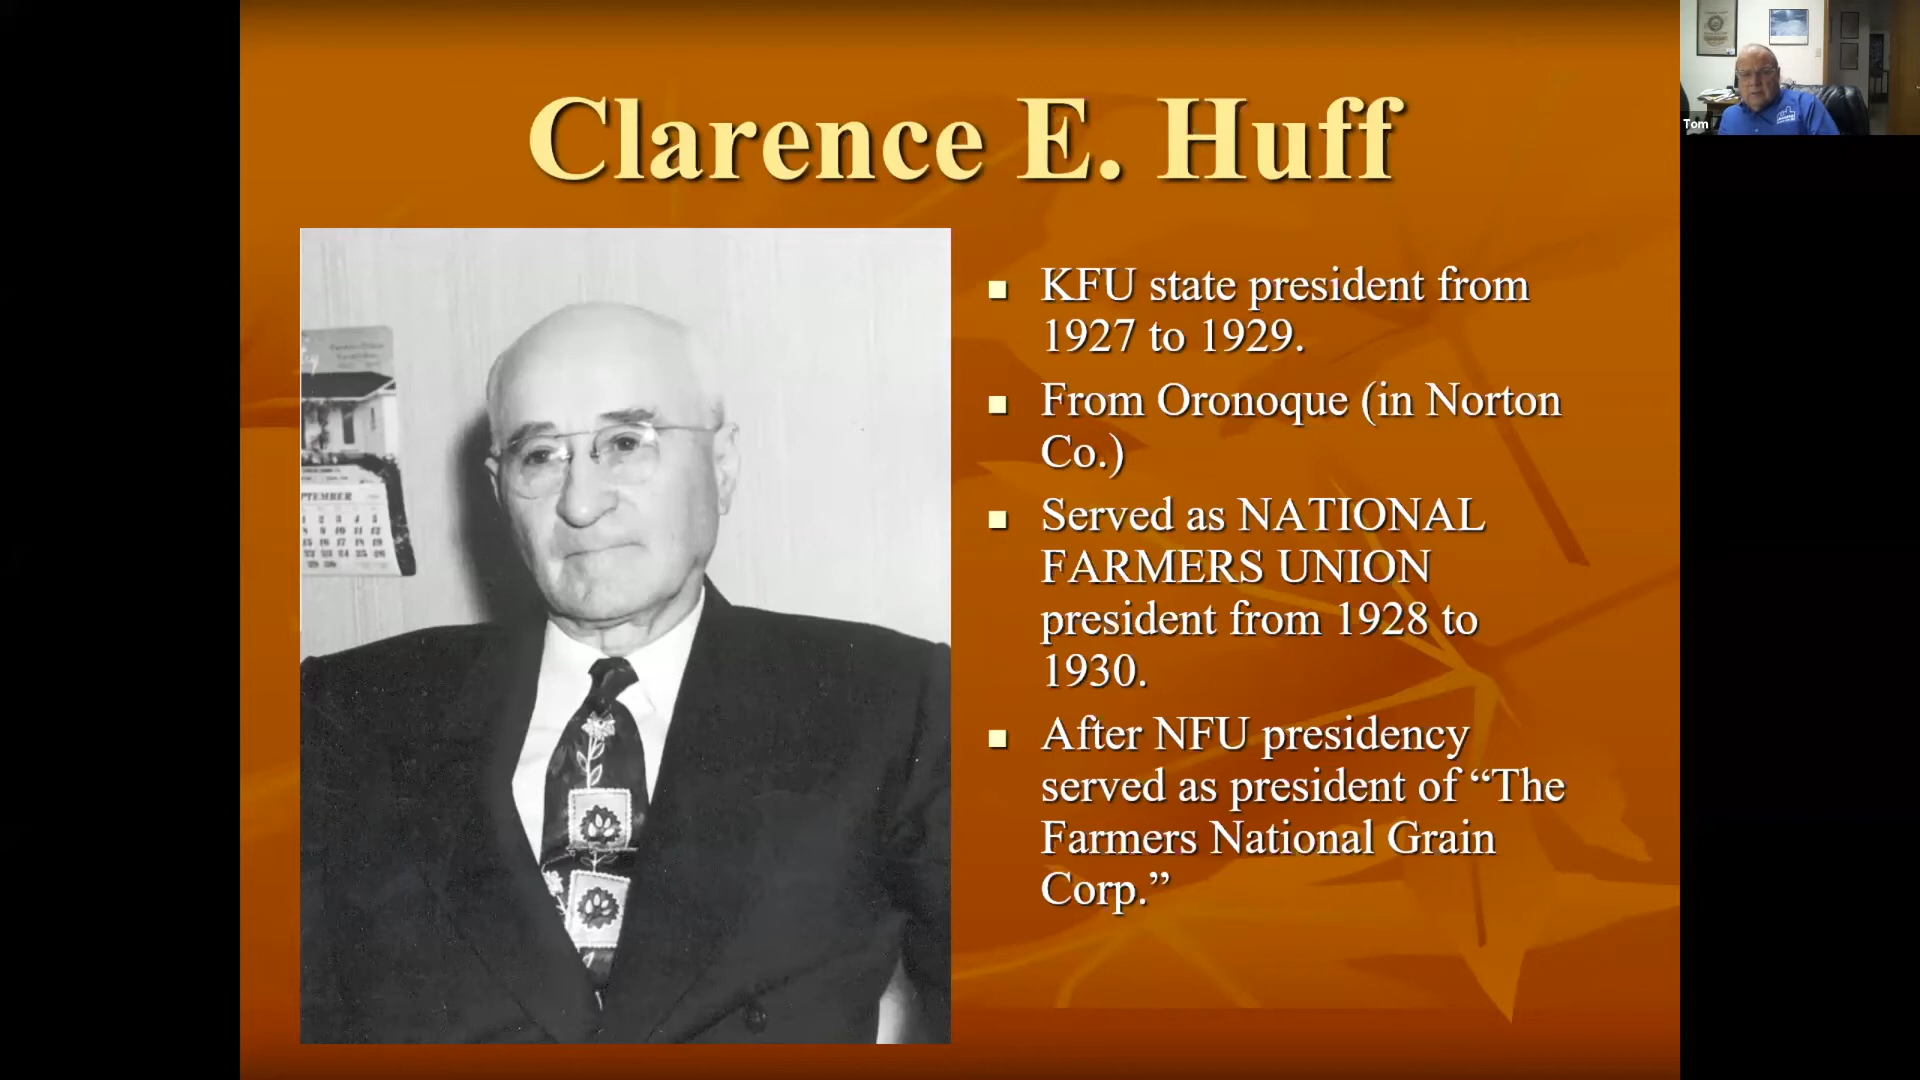 Clarence E. Huff
KFU state president from
1927 to 1929.
From Oronoque (in Norton
Co.)
Served as NATIONAL
FARMERS UNION
president from 1928 to
1930.
After NFU presidency
served as president of “The
Farmers National Grain
Corp.”
PTEMBER
Tom